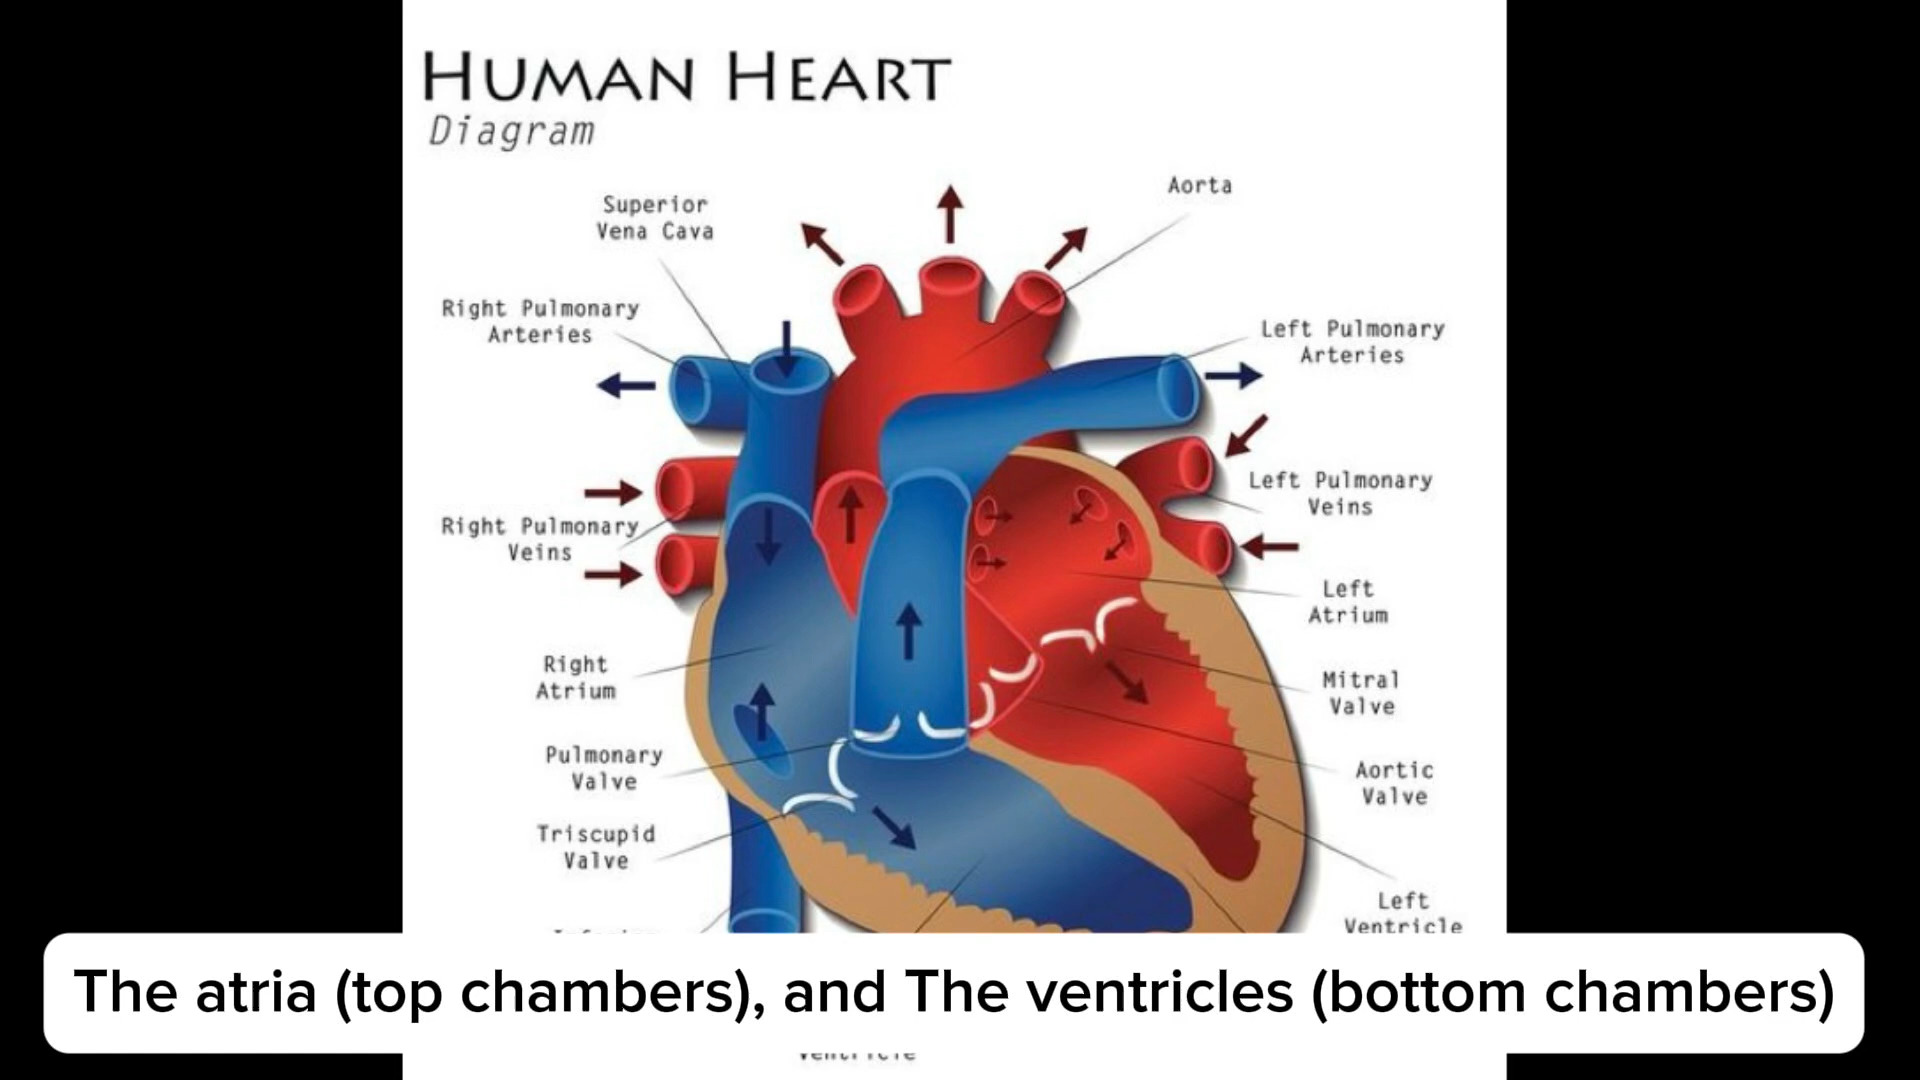 HUMAN HEART
Diagram
Superior
Vena Cava
Aorta
Right Pulmonary
Arteries
Left Pulmonary
Arteries
Left Pulmonary
Veins
Right Pulmonary
Veins
Left
Atrium
Right
Atrium
Mitral
Valve
Pulmonary
Valve
Aortic
Valve
Triscupid
Valve
Left
Ventricle
The atria (top chambers), and The ventricles (bottom chambers)